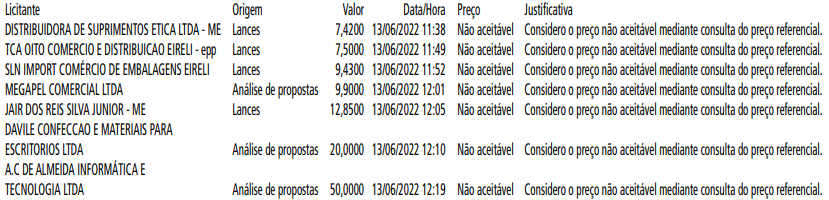 Licitante Origem Valor Data/Hora Preço Justificativa
DISTRIBUIDORA DE SUPRIMENTOS ETICA LTDA - ME Lances 7,4200 13/06/2022 11:38 Não aceitável Considero o preço não aceitável mediante consulta do preço referencial.
TCA OITO COMERCIO E DISTRIBUICAO EIRELI - epp Lances 7,5000 13/06/2022 11:49 Não aceitável Considero o preço não aceitável mediante consulta do preço referencial.
SLN IMPORT COMÉRCIO DE EMBALAGENS EIRELI Lances 9,4300 13/06/2022 11:52 Não aceitável Considero o preço não aceitável mediante consulta do preço referencial.
MEGAPEL COMERCIAL LTDA Análise de propostas 9,9000 13/06/2022 12:01 Não aceitável Considero o preço não aceitável mediante consulta do preço referencial.
JAIR DOS REIS SILVA JUNIOR - ME Lances 12,8500 13/06/2022 12:05 Não aceitável Considero o preço não aceitável mediante consulta do preço referencial.
DAVILE CONFECCAO E MATERIAIS PARA
ESCRITORIOS LTDA Análise de propostas 20,0000 13/06/2022 12:10 Não aceitável Considero o preço não aceitável mediante consulta do preço referencial.
A.C DE ALMEIDA INFORMÁTICA E
TECNOLOGIA LTDA Análise de propostas 50,0000 13/06/2022 12:19 Não aceitável Considero o preço não aceitável mediante consulta do preço referencial.